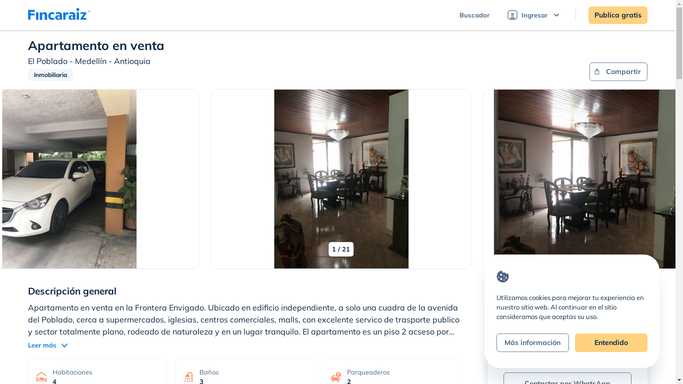 Fincaraiz
Buscador
Ingresar
Publica gratis
Apartamento en venta
El Poblado - Medellín - Antioquia
Inmobiliaria
Compartir
1 / 21
Descripción general
Apartamento en venta en la Frontera Envigado. Ubicado en edificio independiente, a solo una cuadra de la avenida
del Poblado, cerca a supermercados, iglesias, centros comerciales, malls, con excelente servicio de trasporte publico
y sector totalmente plano, rodeado de naturaleza y en un lugar tranquilo. El apartamento es un piso 2 acseso por...
Leer más
Habitaciones
4
Baños
3
Parqueaderos
2
Utilizamos cookies para mejorar tu experiencia en
nuestro sitio web. Al continuar en el sitio
consideramos que aceptas su uso.
Más información
Entendido
Contactar por WhatsApp